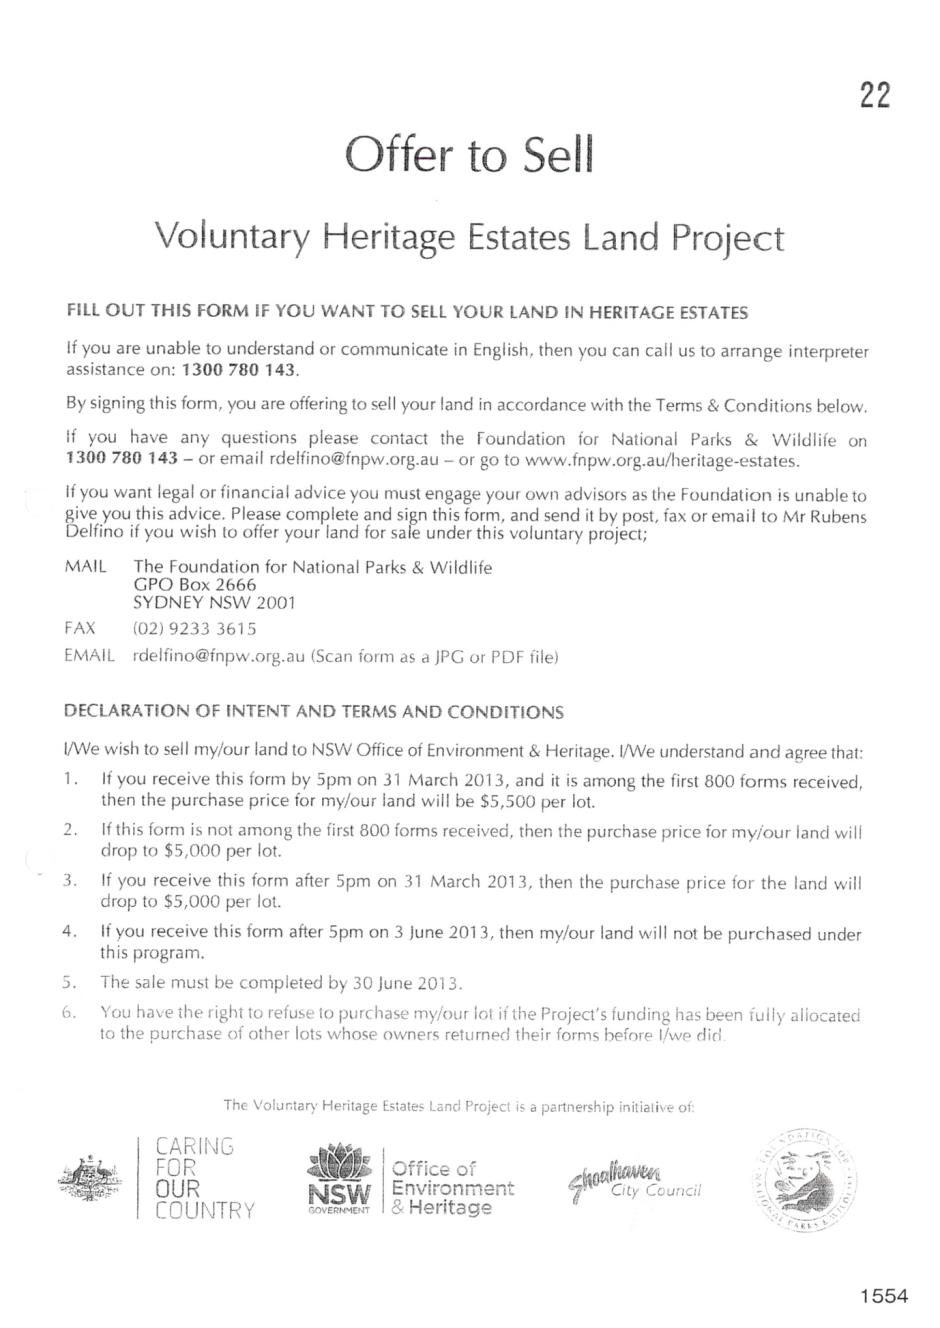 22
Offer to Sell
Voluntary Heritage Estates Land Project
FILL OUT THIS FORM IF YOU WANT TO SELL YOUR LAND IN HERITAGE ESTATES
If you are unable to understand or communicate in English, then you can call us to arrange interpreter
assistance on: 1300 780 143.
By signing this form, you are offering to sell your land in accordance with the Terms & Conditions below.
If you have any questions please contact the Foundation for National Parks & Wildlife on
1300 780 143 – or email rdelfino@fnpw.org.au – or go to www.fnpw.org.au/heritage-estates.
If you want legal or financial advice you must engage your own advisors as the Foundation is unable to
give you this advice. Please complete and sign this form, and send it by post, fax or email to Mr Rubens
Delfino if you wish to offer your land for sale under this voluntary project;
MAIL The Foundation for National Parks & Wildlife
GPO Box 2666
SYDNEY NSW 2001
FAX (02) 9233 3615
EMAIL rdelfino@fnpw.org.au (Scan form as a JPG or PDF file)
DECLARATION OF INTENT AND TERMS AND CONDITIONS
I/We wish to sell my/our land to NSW Office of Environment & Heritage. I/We understand and agree that:
1. If you receive this form by 5pm on 31 March 2013, and it is among the first 800 forms received,
then the purchase price for my/our land will be $5,500 per lot.
2. If this form is not among the first 800 forms received, then the purchase price for my/our land will
drop to $5,000 per lot.
3. If you receive this form after 5pm on 31 March 2013, then the purchase price for the land will
drop to $5,000 per lot.
4. If you receive this form after 5pm on 3 June 2013, then my/our land will not be purchased under
this program.
5. The sale must be completed by 30 June 2013.
6. You have the right to refuse to purchase my/our lot if the Project's funding has been fully allocated
to the purchase of other lots whose owners returned their forms before I/we did.
The Voluntary Heritage Estates Land Project is a partnership initiative of:
CARING
FOR
OUR
COUNTRY
NSW
GOVERNMENT
Office of
Environment
& Heritage
Shoalhaven
City Council
FOUNDATION FOR
NATIONAL PARKS & WILDLIFE
1554